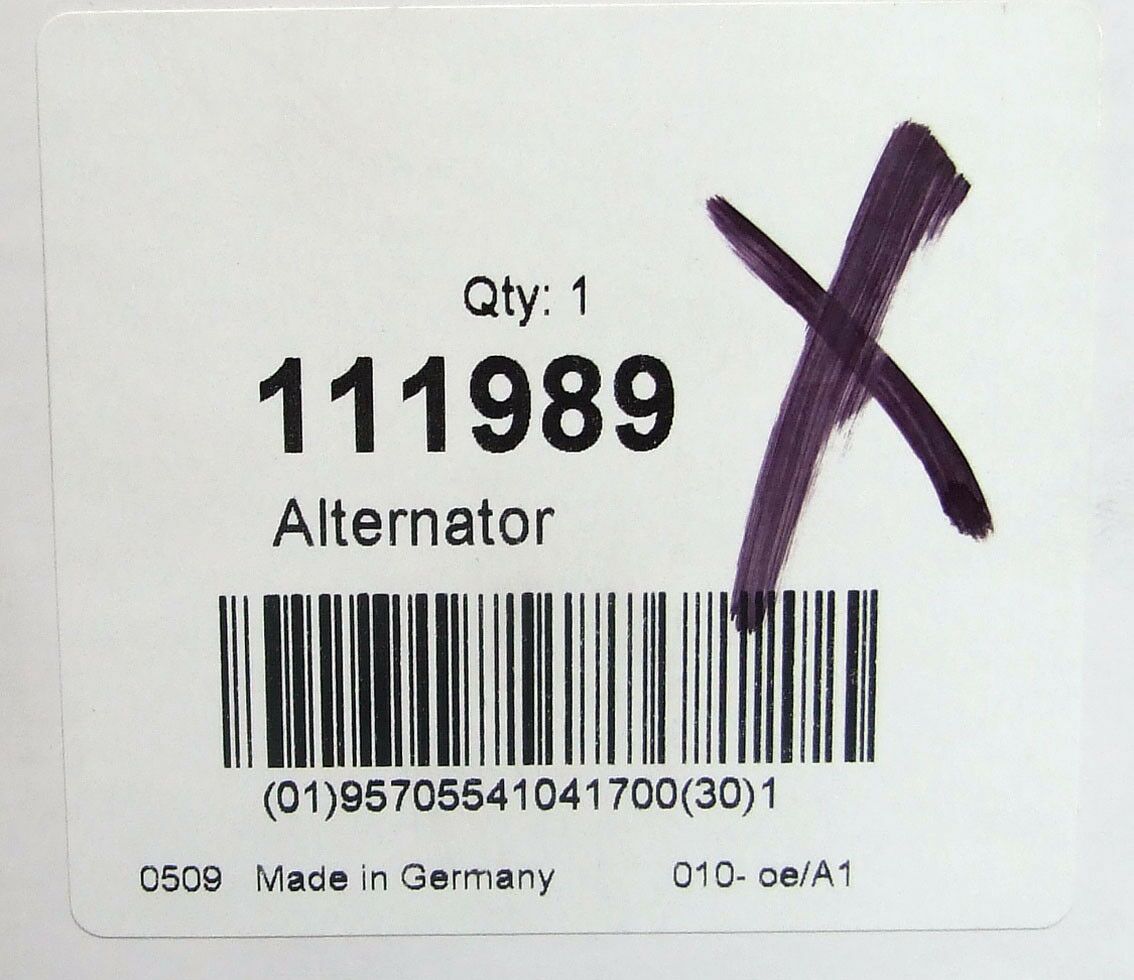 Qty: 1
111989
Alternator
(01)95705541041700(30)1
0509 Made in Germany 010- oe/A1